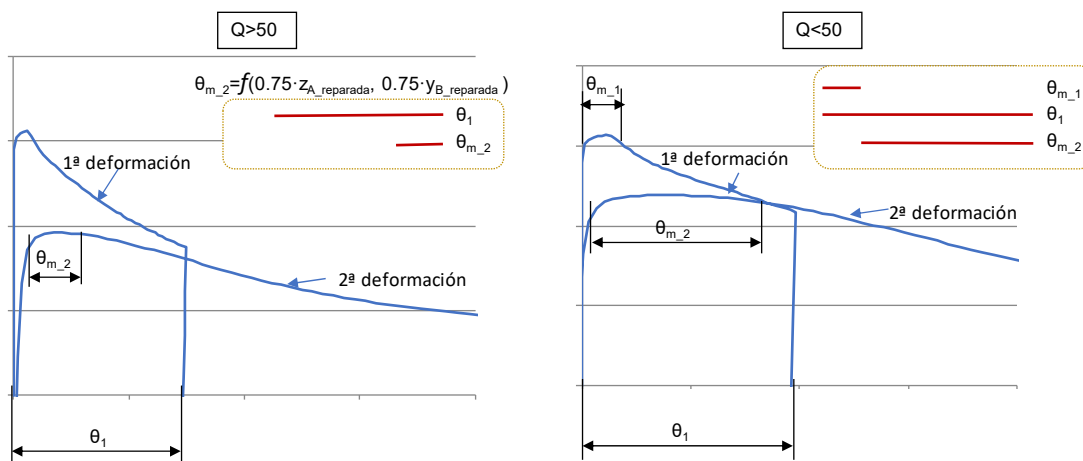 Q>50
θm_2=f(0.75·zA_reparada, 0.75·yB_reparada )
θ1
θm_2
1ª deformación
θm_2
2ª deformación
θ1
Q<50
θm_1
θm_1
θ1
θm_2
1ª deformación
2ª deformación
θm_2
θ1